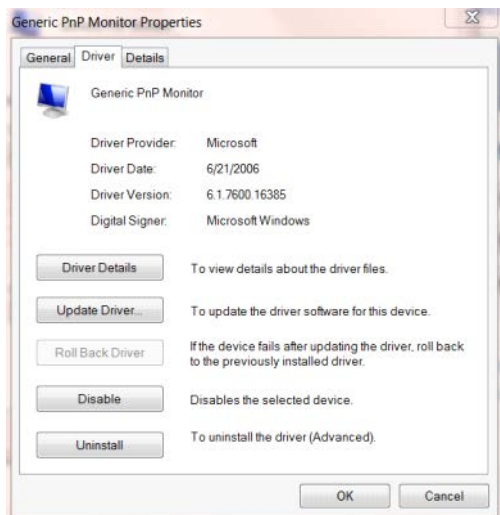 Generic PnP Monitor Properties
General Driver Details
Generic PnP Monitor
Driver Provider: Microsoft
Driver Date: 6/21/2006
Driver Version: 6.1.7600.16385
Digital Signer: Microsoft Windows
Driver Details To view details about the driver files.
Update Driver... To update the driver software for this device.
Roll Back Driver If the device fails after updating the driver, roll back
to the previously installed driver.
Disable Disables the selected device.
Uninstall To uninstall the driver (Advanced).
OK Cancel